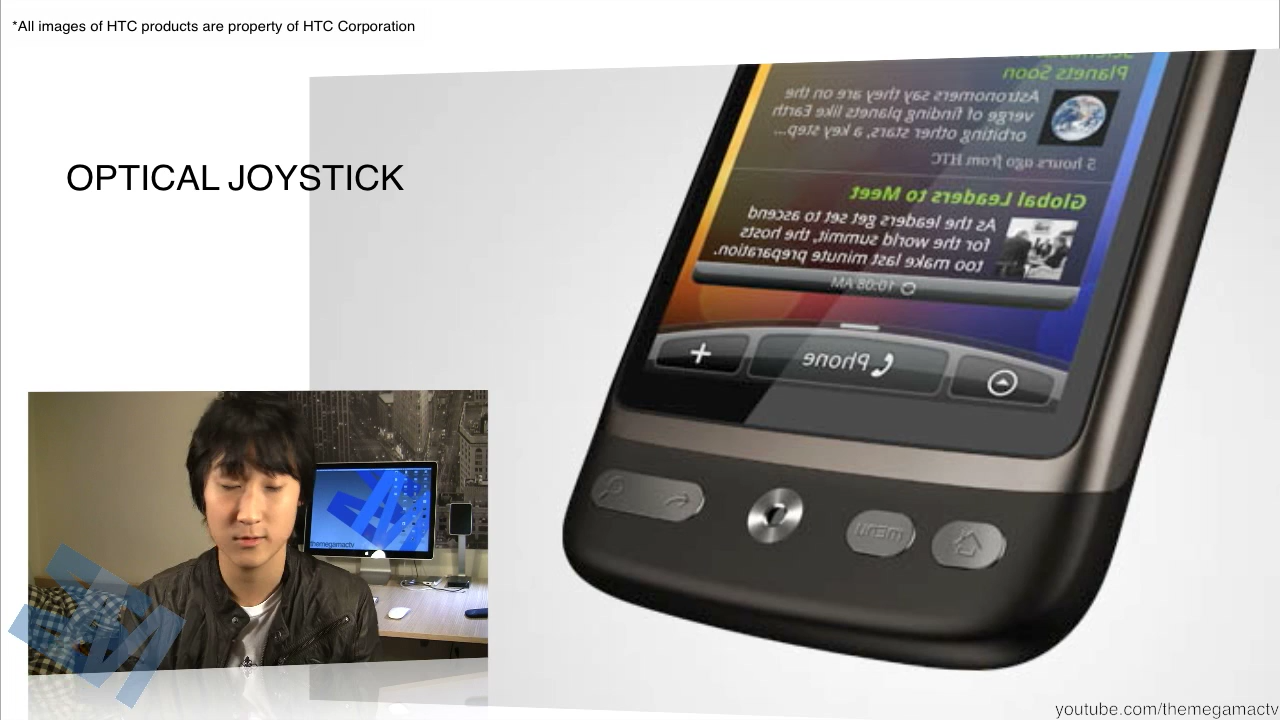 *All images of HTC products are property of HTC Corporation
OPTICAL JOYSTICK
Planets Soon
Astronomers say they are on the
verge of finding planets like Earth
orbiting other stars, a key step...
5 hours ago from HTC
Global Leaders to Meet
As the leaders get set to ascend
for the world summit, the hosts
too make last minute preparation.
10:08 AM
Phone
MENU
themegamactv
youtube.com/themegamactv